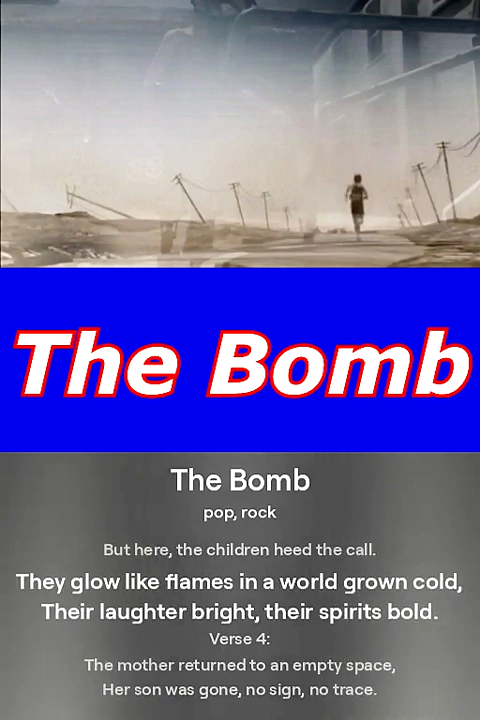 The Bomb
The Bomb
pop, rock
But here, the children heed the call.
They glow like flames in a world grown cold,
Their laughter bright, their spirits bold.
Verse 4:
The mother returned to an empty space,
Her son was gone, no sign, no trace.